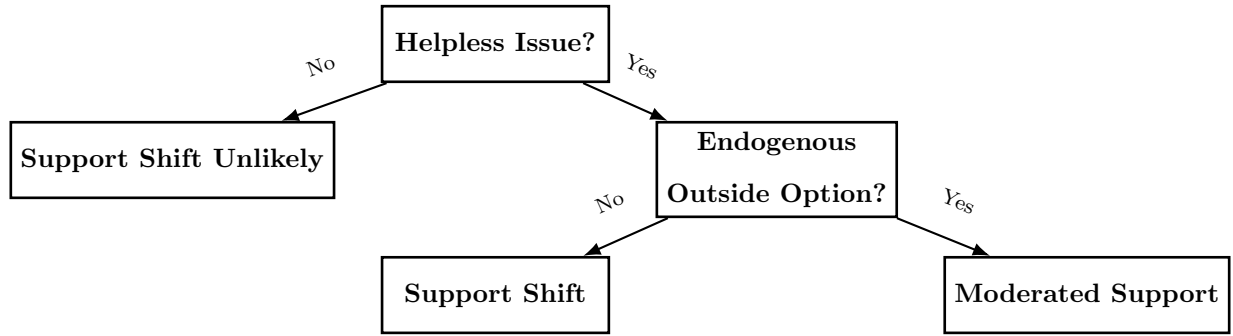 Helpless Issue?
No
Yes
Support Shift Unlikely
Endogenous
Outside Option?
No
Yes
Support Shift
Moderated Support